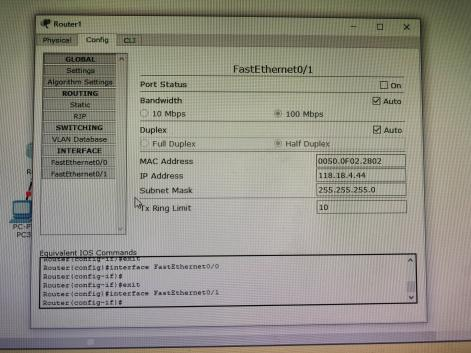 Router1
Physical Config CLI
GLOBAL
Settings
Algorithm Settings
ROUTING
Static
RIP
SWITCHING
VLAN Database
INTERFACE
FastEthernet0/0
FastEthernet0/1
FastEthernet0/1
Port Status On
Bandwidth Auto
10 Mbps 100 Mbps
Duplex Auto
Full Duplex Half Duplex
MAC Address 0050.0F02.2802
IP Address 118.18.4.44
Subnet Mask 255.255.255.0
Tx Ring Limit 10
Equivalent IOS Commands
Router(config-if)#exit
Router(config)#interface FastEthernet0/0
Router(config-if)#
Router(config-if)#exit
Router(config)#interface FastEthernet0/1
Router(config-if)#
PC-P
PC3